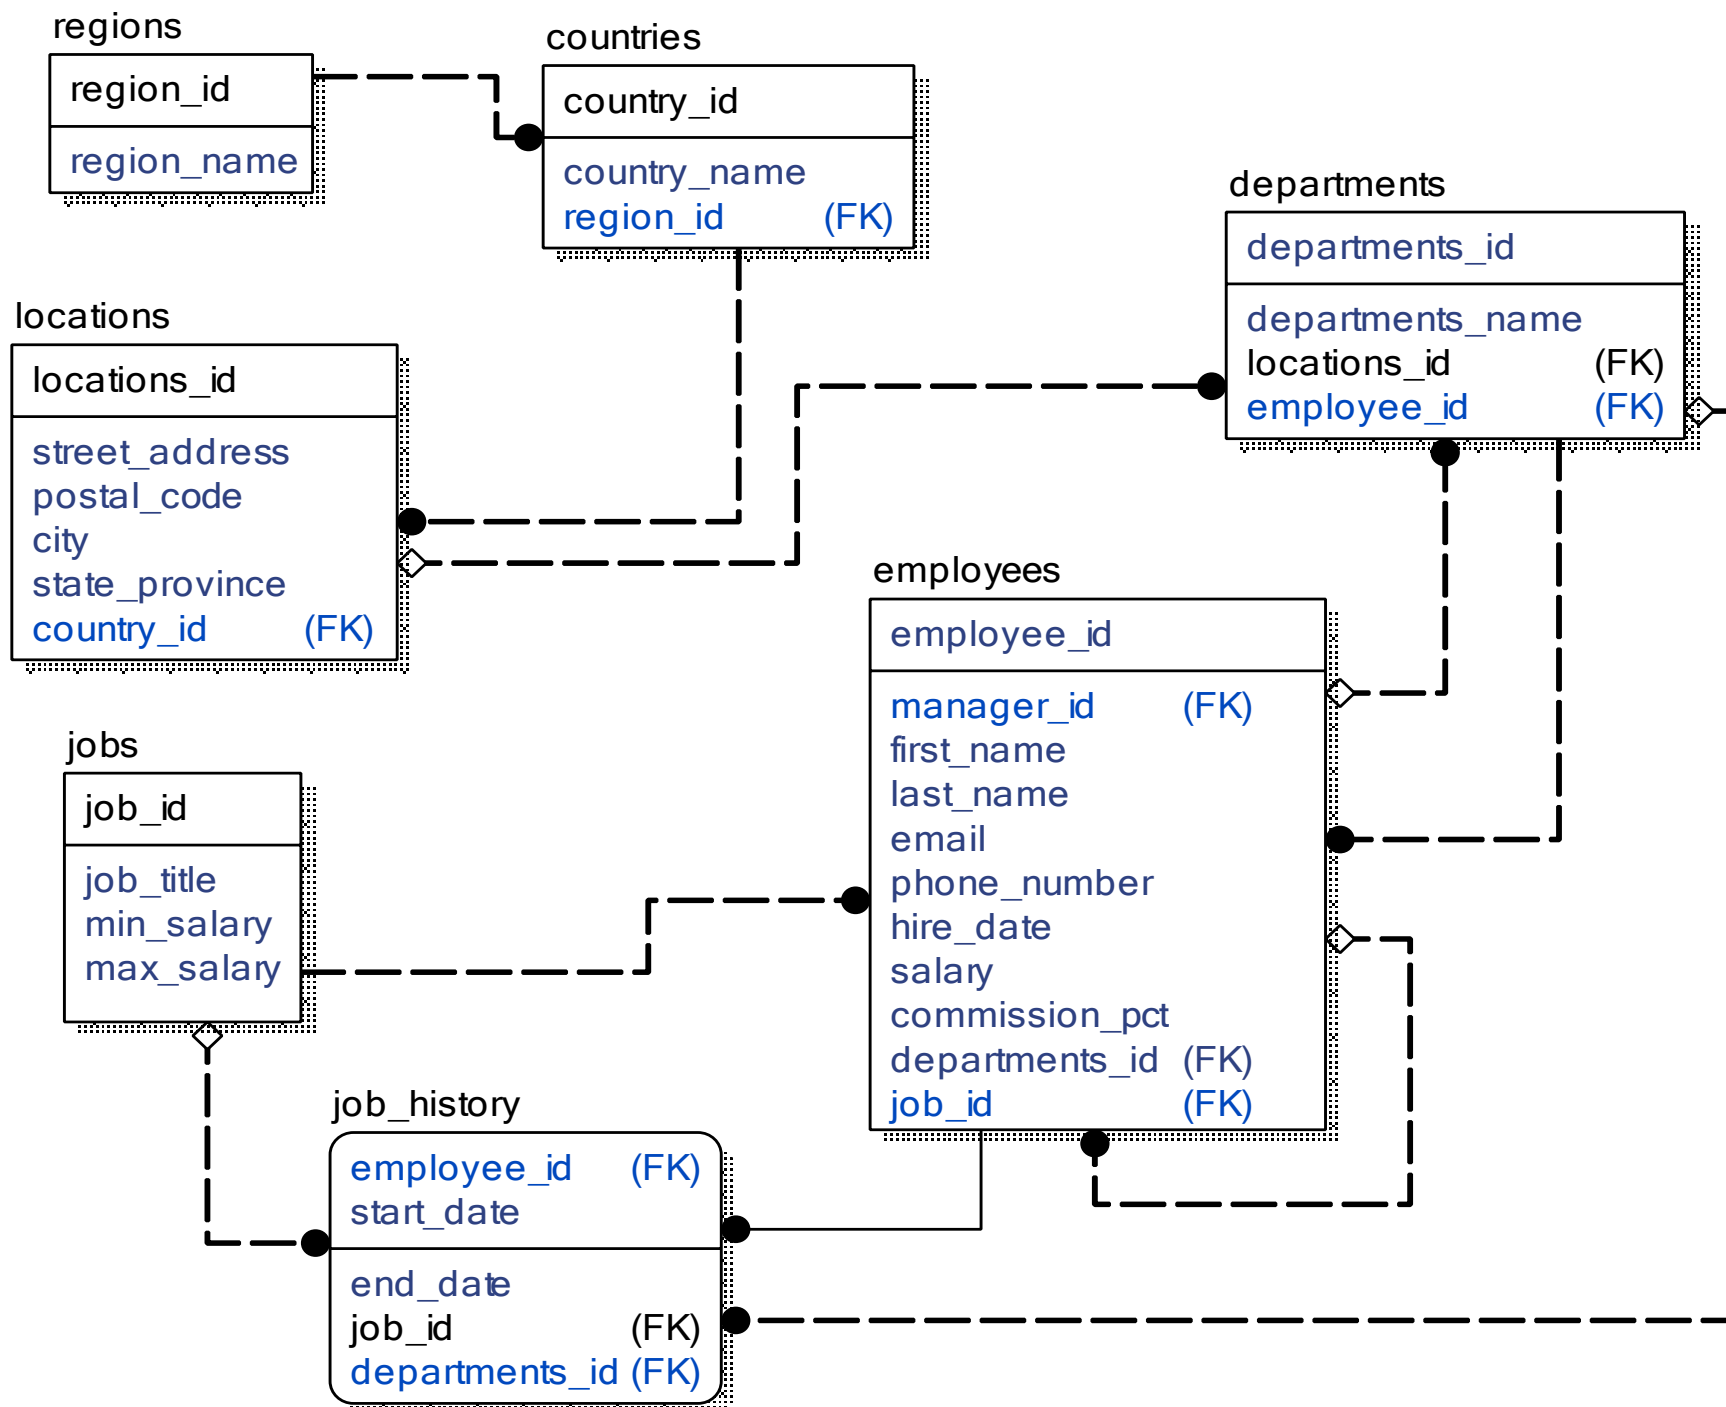 regions
region_id
region_name
countries
country_id
country_name
region_id (FK)
departments
departments_id
departments_name
locations_id (FK)
employee_id (FK)
locations
locations_id
street_address
postal_code
city
state_province
country_id (FK)
employees
employee_id
manager_id (FK)
first_name
last_name
email
phone_number
hire_date
salary
commission_pct
departments_id (FK)
job_id (FK)
jobs
job_id
job_title
min_salary
max_salary
job_history
employee_id (FK)
start_date
end_date
job_id (FK)
departments_id (FK)